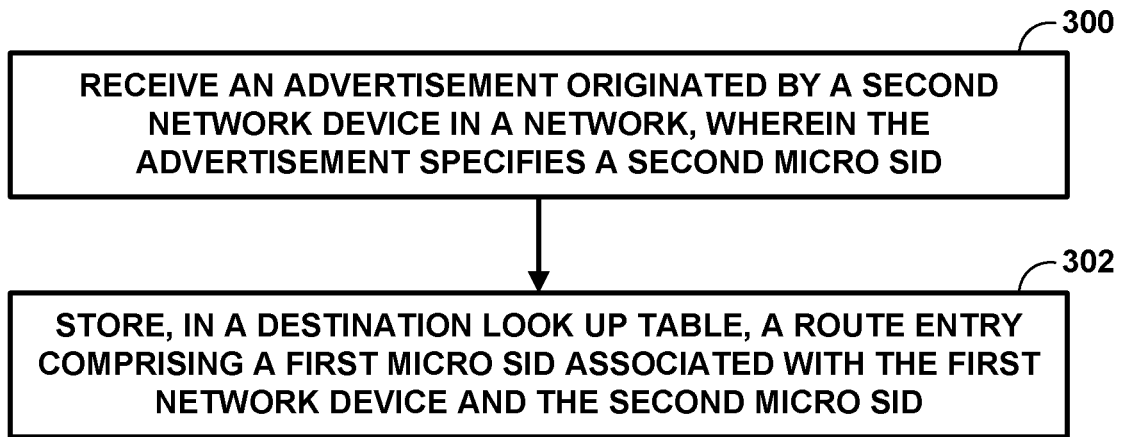 300
RECEIVE AN ADVERTISEMENT ORIGINATED BY A SECOND
NETWORK DEVICE IN A NETWORK, WHEREIN THE
ADVERTISEMENT SPECIFIES A SECOND MICRO SID
302
STORE, IN A DESTINATION LOOK UP TABLE, A ROUTE ENTRY
COMPRISING A FIRST MICRO SID ASSOCIATED WITH THE FIRST
NETWORK DEVICE AND THE SECOND MICRO SID